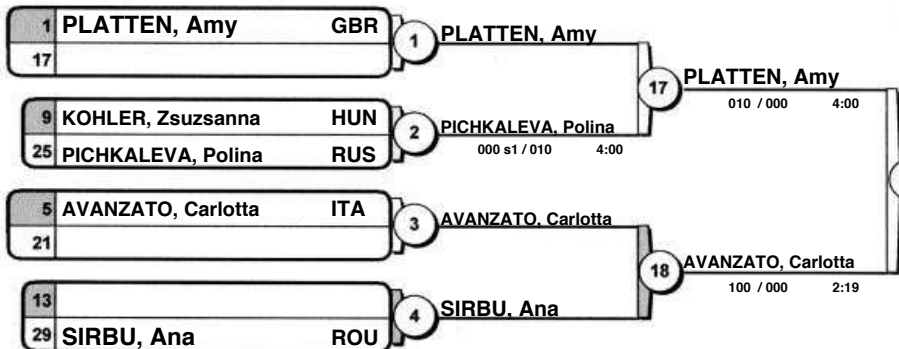 1 PLATTEN, Amy GBR
17
1
PLATTEN, Amy
9 KOHLER, Zsuzsanna HUN
25 PICHKALEVA, Polina RUS
2
PICHKALEVA, Polina
000 s1 / 010 4:00
17
PLATTEN, Amy
010 / 000 4:00
5 AVANZATO, Carlotta ITA
21
3
AVANZATO, Carlotta
13
29 SIRBU, Ana ROU
4
SIRBU, Ana
18
AVANZATO, Carlotta
100 / 000 2:19